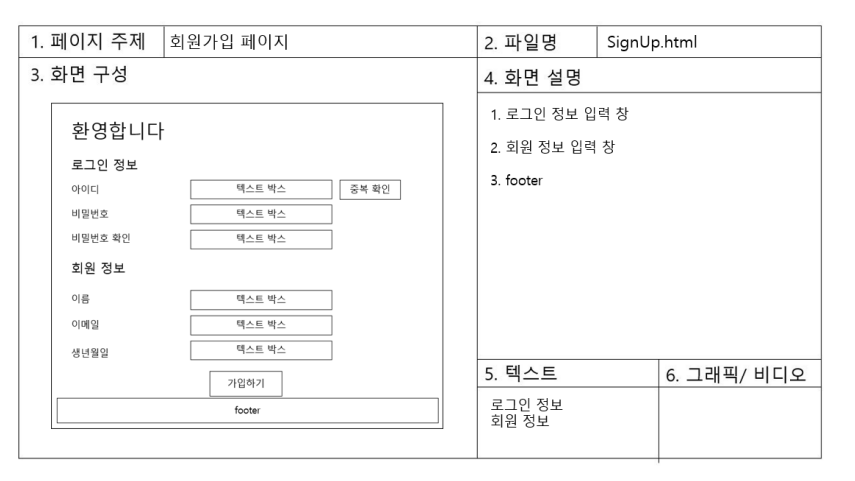 1. 페이지 주제
회원가입 페이지
2. 파일명
SignUp.html
3. 화면 구성
환영합니다
로그인 정보
아이디
텍스트 박스
중복 확인
비밀번호
텍스트 박스
비밀번호 확인
텍스트 박스
회원 정보
이름
텍스트 박스
이메일
텍스트 박스
생년월일
텍스트 박스
가입하기
footer
4. 화면 설명
1. 로그인 정보 입력 창
2. 회원 정보 입력 창
3. footer
5. 텍스트
로그인 정보
회원 정보
6. 그래픽/ 비디오